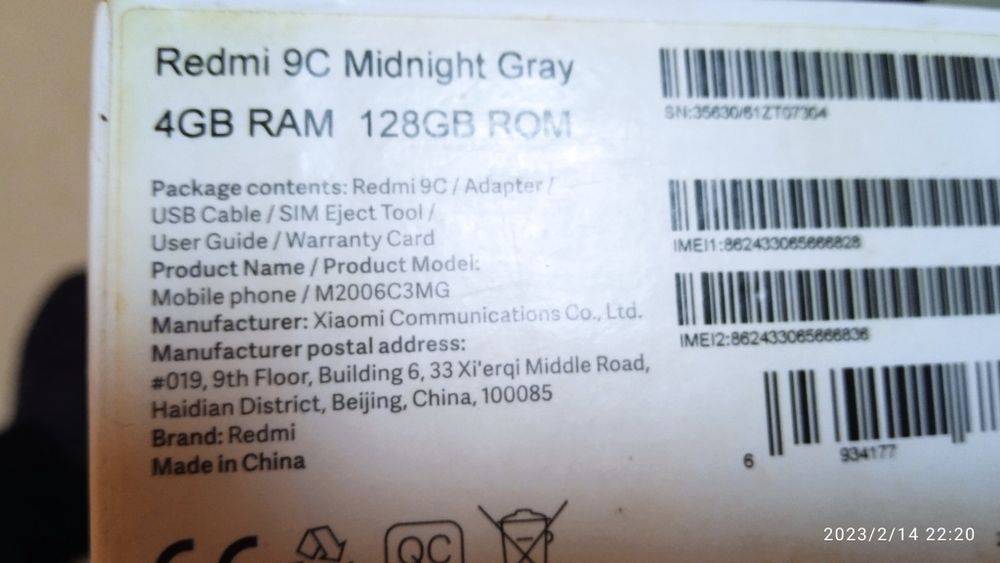 Redmi 9C Midnight Gray
4GB RAM 128GB ROM
Package contents: Redmi 9C / Adapter /
USB Cable / SIM Eject Tool /
User Guide / Warranty Card
Product Name / Product Model:
Mobile phone / M2006C3MG
Manufacturer: Xiaomi Communications Co., Ltd.
Manufacturer postal address:
#019, 9th Floor, Building 6, 33 Xi'erqi Middle Road,
Haidian District, Beijing, China, 100085
Brand: Redmi
Made in China
SN:35630/61ZT07304
IMEI1:862433065666828
IMEI2:862433065666836
6 934177
CE
QC
2023/2/14 22:20